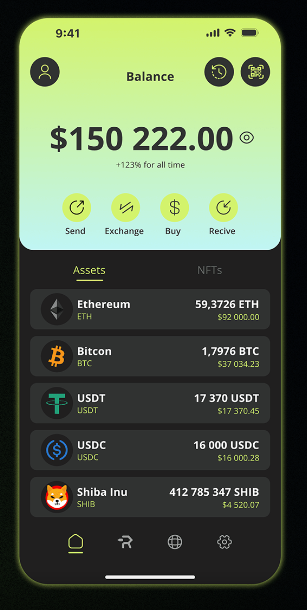 9:41
Balance
$150 222.00
+123% for all time
Send Exchange Buy Recive
Assets NFTs
Ethereum 59,3726 ETH
ETH $92 000.00
Bitcon 1,7976 BTC
BTC $37 034.23
USDT 17 370 USDT
USDT $17 370.45
USDC 16 000 USDC
USDC $16 000.28
Shiba Inu 412 785 347 SHIB
SHIB $4 520.07